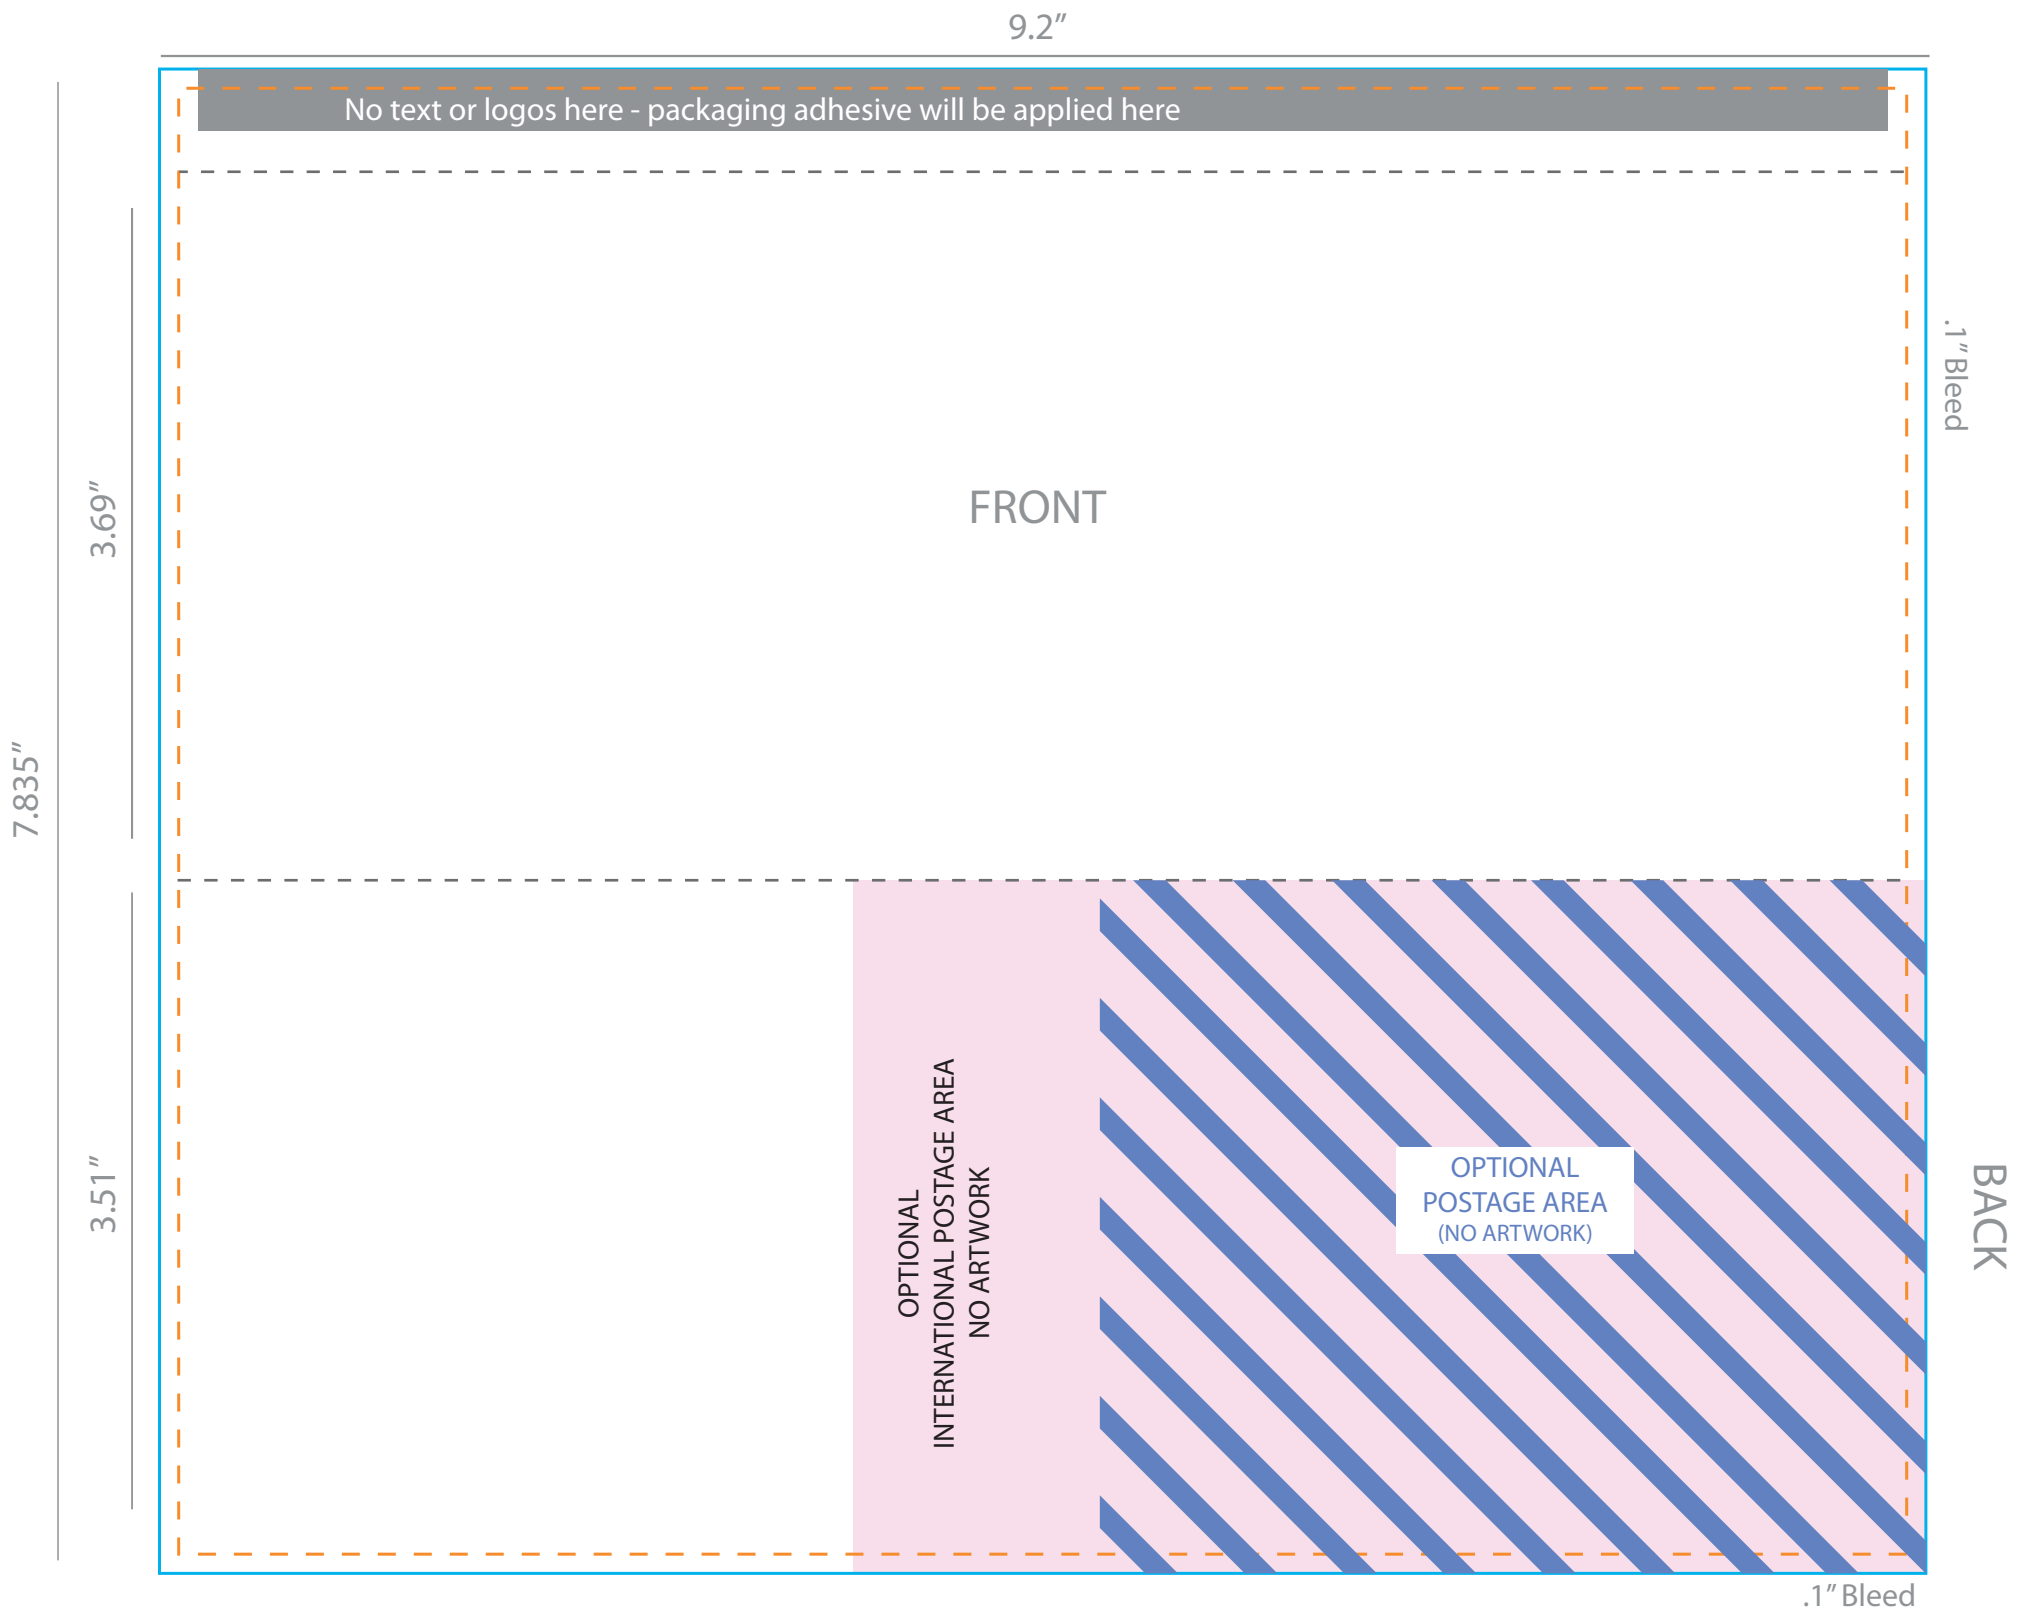 9.2”
No text or logos here - packaging adhesive will be applied here
.1” Bleed
3.69”
FRONT
7.835”
3.51”
OPTIONAL
INTERNATIONAL POSTAGE AREA
NO ARTWORK
OPTIONAL
POSTAGE AREA
(NO ARTWORK)
BACK
.1” Bleed